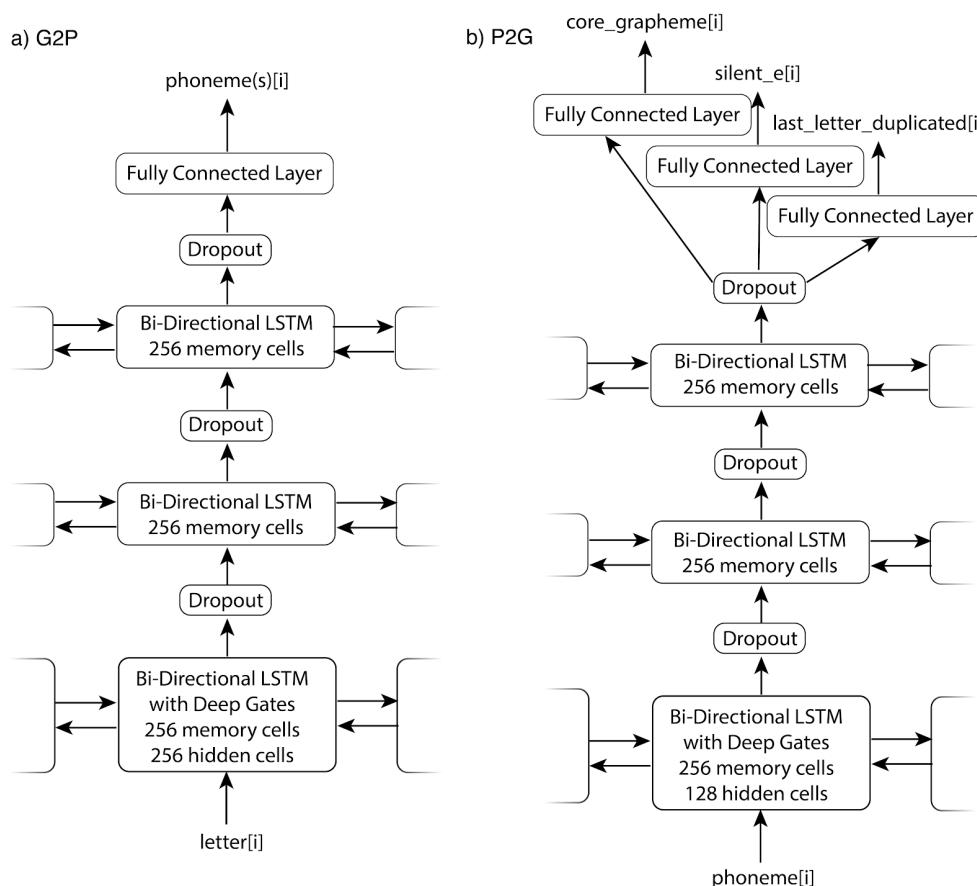 a) G2P
phoneme(s)[i]
Fully Connected Layer
Dropout
Bi-Directional LSTM
256 memory cells
Dropout
Bi-Directional LSTM
256 memory cells
Dropout
Bi-Directional LSTM
with Deep Gates
256 memory cells
256 hidden cells
letter[i]
b) P2G
core_grapheme[i]
silent_e[i]
last_letter_duplicated[i
Fully Connected Layer
Fully Connected Layer
Fully Connected Layer
Dropout
Bi-Directional LSTM
256 memory cells
Dropout
Bi-Directional LSTM
256 memory cells
Dropout
Bi-Directional LSTM
with Deep Gates
256 memory cells
128 hidden cells
phoneme[i]